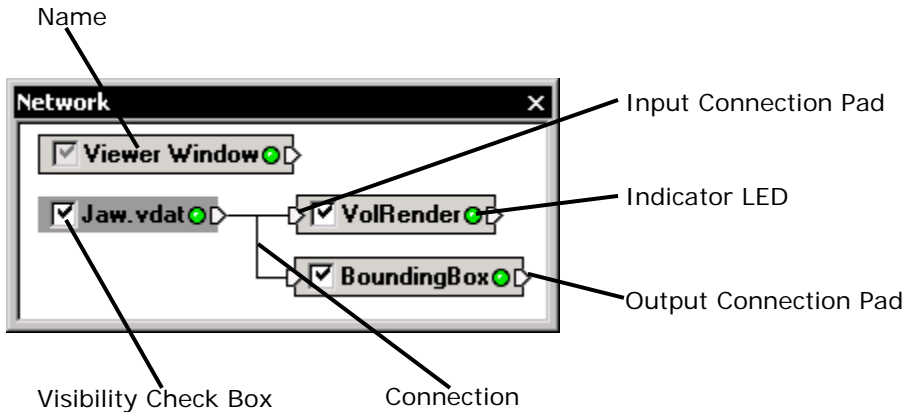 Name
Network
Input Connection Pad
Viewer Window
Indicator LED
Jaw.vdat
VolRender
BoundingBox
Output Connection Pad
Visibility Check Box
Connection